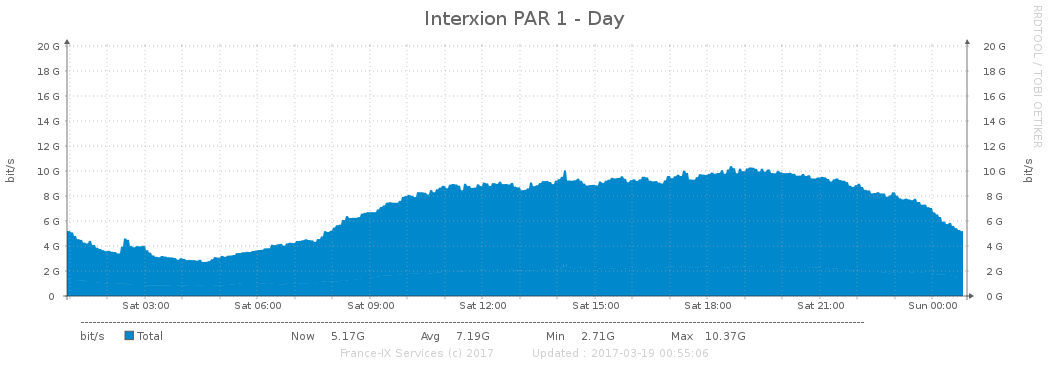 Interxion PAR 1 - Day
RRDTOOL / TOBI OETIKER
bit/s
20 G
18 G
16 G
14 G
12 G
10 G
8 G
6 G
4 G
2 G
0
20 G
18 G
16 G
14 G
12 G
10 G
8 G
6 G
4 G
2 G
0 G
bit/s
Sat 03:00 Sat 06:00 Sat 09:00 Sat 12:00 Sat 15:00 Sat 18:00 Sat 21:00 Sun 00:00
bit/s Total Now 5.17G Avg 7.19G Min 2.71G Max 10.37G
France-IX Services (c) 2017 Updated : 2017-03-19 00:55:06